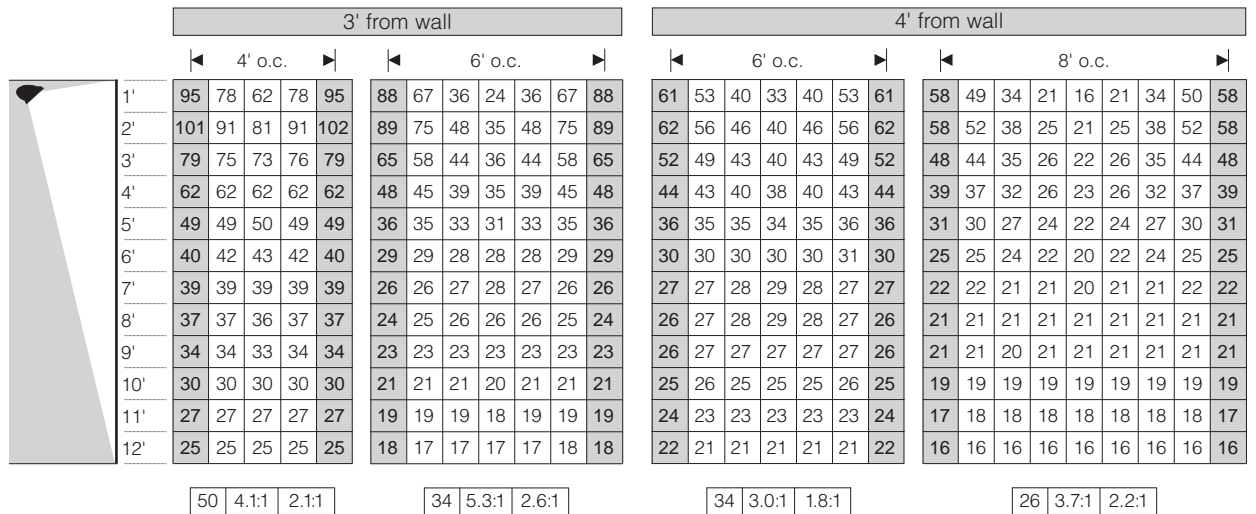 3' from wall 4' from wall
4' o.c. 6' o.c. 6' o.c. 8' o.c.
1' 95 78 62 78 95 88 67 36 24 36 67 88 61 53 40 33 40 53 61 58 49 34 21 16 21 34 50 58
2' 101 91 81 91 102 89 75 48 35 48 75 89 62 56 46 40 46 56 62 58 52 38 25 21 25 38 52 58
3' 79 75 73 76 79 65 58 44 36 44 58 65 52 49 43 40 43 49 52 48 44 35 26 22 26 35 44 48
4' 62 62 62 62 62 48 45 39 35 39 45 48 44 43 40 38 40 43 44 39 37 32 26 23 26 32 37 39
5' 49 49 50 49 49 36 35 33 31 33 35 36 36 35 35 34 35 36 36 31 30 27 24 22 24 27 30 31
6' 40 42 43 42 40 29 29 28 28 28 29 29 30 30 30 30 30 31 30 25 25 24 22 20 22 24 25 25
7' 39 39 39 39 39 26 26 27 28 27 26 26 27 27 28 29 28 27 27 22 22 21 21 20 21 21 22 22
8' 37 37 36 37 37 24 25 26 26 26 25 24 26 27 28 29 28 27 26 21 21 21 21 21 21 21 21 21
9' 34 34 33 34 34 23 23 23 23 23 23 23 26 27 27 27 27 27 26 21 21 20 21 21 21 21 21 21
10' 30 30 30 30 30 21 21 21 20 21 21 21 25 26 25 25 25 26 25 19 19 19 19 19 19 19 19 19
11' 27 27 27 27 27 19 19 19 18 19 19 19 24 23 23 23 23 23 24 17 18 18 18 18 18 18 18 17
12' 25 25 25 25 25 18 17 17 17 17 18 18 22 21 21 21 21 21 22 16 16 16 16 16 16 16 16 16
50 4.1:1 2.1:1 34 5.3:1 2.6:1 34 3.0:1 1.8:1 26 3.7:1 2.2:1